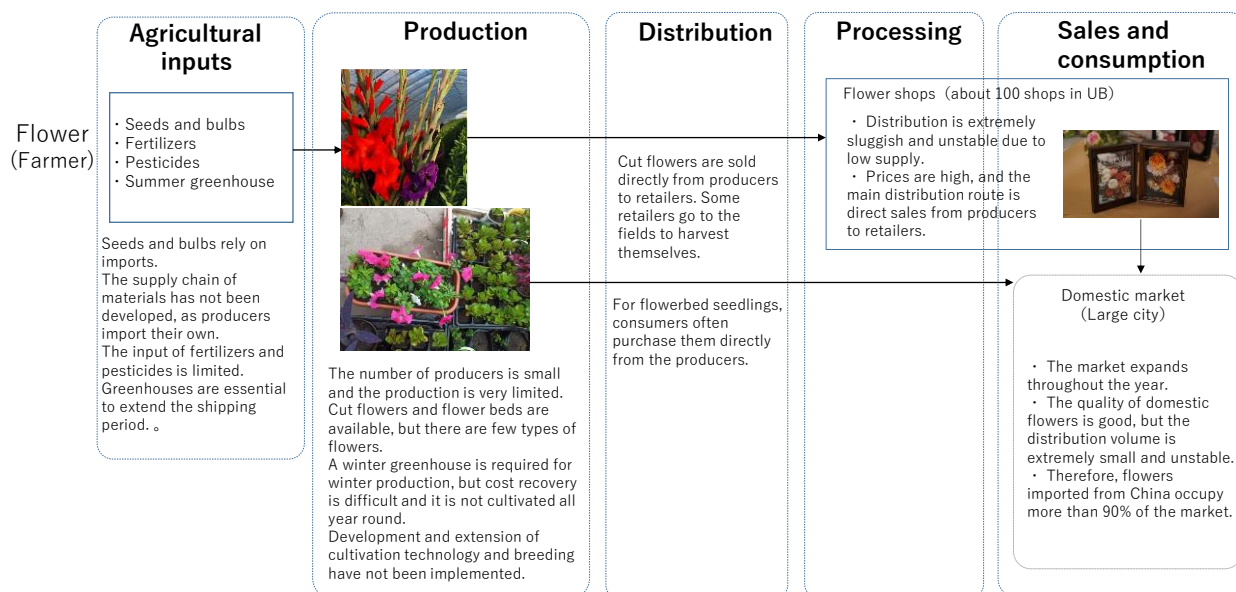 Agricultural
inputs
Production
Distribution
Processing
Sales and
consumption
Flower
(Farmer)
・Seeds and bulbs
・Fertilizers
・Pesticides
・Summer greenhouse
Seeds and bulbs rely on
imports.
The supply chain of
materials has not been
developed, as producers
import their own.
The input of fertilizers and
pesticides is limited.
Greenhouses are essential
to extend the shipping
period. 。
The number of producers is small
and the production is very limited.
Cut flowers and flower beds are
available, but there are few types of
flowers.
A winter greenhouse is required for
winter production, but cost recovery
is difficult and it is not cultivated all
year round.
Development and extension of
cultivation technology and breeding
have not been implemented.
Cut flowers are sold
directly from producers
to retailers. Some
retailers go to the
fields to harvest
themselves.
For flowerbed seedlings,
consumers often
purchase them directly
from the producers.
Flower shops（about 100 shops in UB）
・ Distribution is extremely
sluggish and unstable due to
low supply.
・ Prices are high, and the
main distribution route is
direct sales from producers
to retailers.
Domestic market
（Large city）
・ The market expands
throughout the year.
・ The quality of domestic
flowers is good, but the
distribution volume is
extremely small and unstable.
・ Therefore, flowers
imported from China occupy
more than 90% of the market.